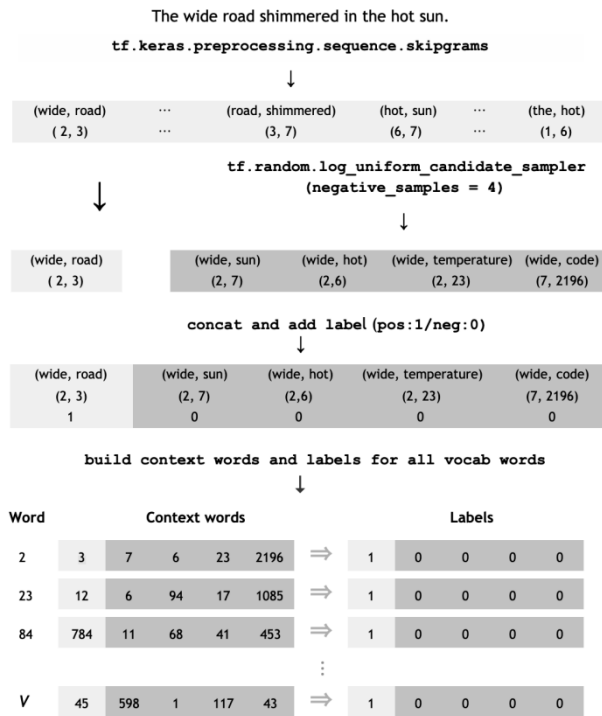 The wide road shimmered in the hot sun.
tf.keras.preprocessing.sequence.skipgrams
↓
(wide, road) ... (road, shimmered) (hot, sun) ... (the, hot)
( 2, 3) ... (3, 7) (6, 7) ... (1, 6)
tf.random.log_uniform_candidate_sampler
(negative_samples = 4)
↓ ↓
(wide, road) (wide, sun) (wide, hot) (wide, temperature) (wide, code)
( 2, 3) (2, 7) (2,6) (2, 23) (7, 2196)
concat and add label (pos:1/neg:0)
↓
(wide, road) (wide, sun) (wide, hot) (wide, temperature) (wide, code)
(2, 3) (2, 7) (2,6) (2, 23) (7, 2196)
1 0 0 0 0
build context words and labels for all vocab words
↓
Word Context words Labels
2 3 7 6 23 2196 ⇒ 1 0 0 0 0
23 12 6 94 17 1085 ⇒ 1 0 0 0 0
84 784 11 68 41 453 ⇒ 1 0 0 0 0
⋮
V 45 598 1 117 43 ⇒ 1 0 0 0 0